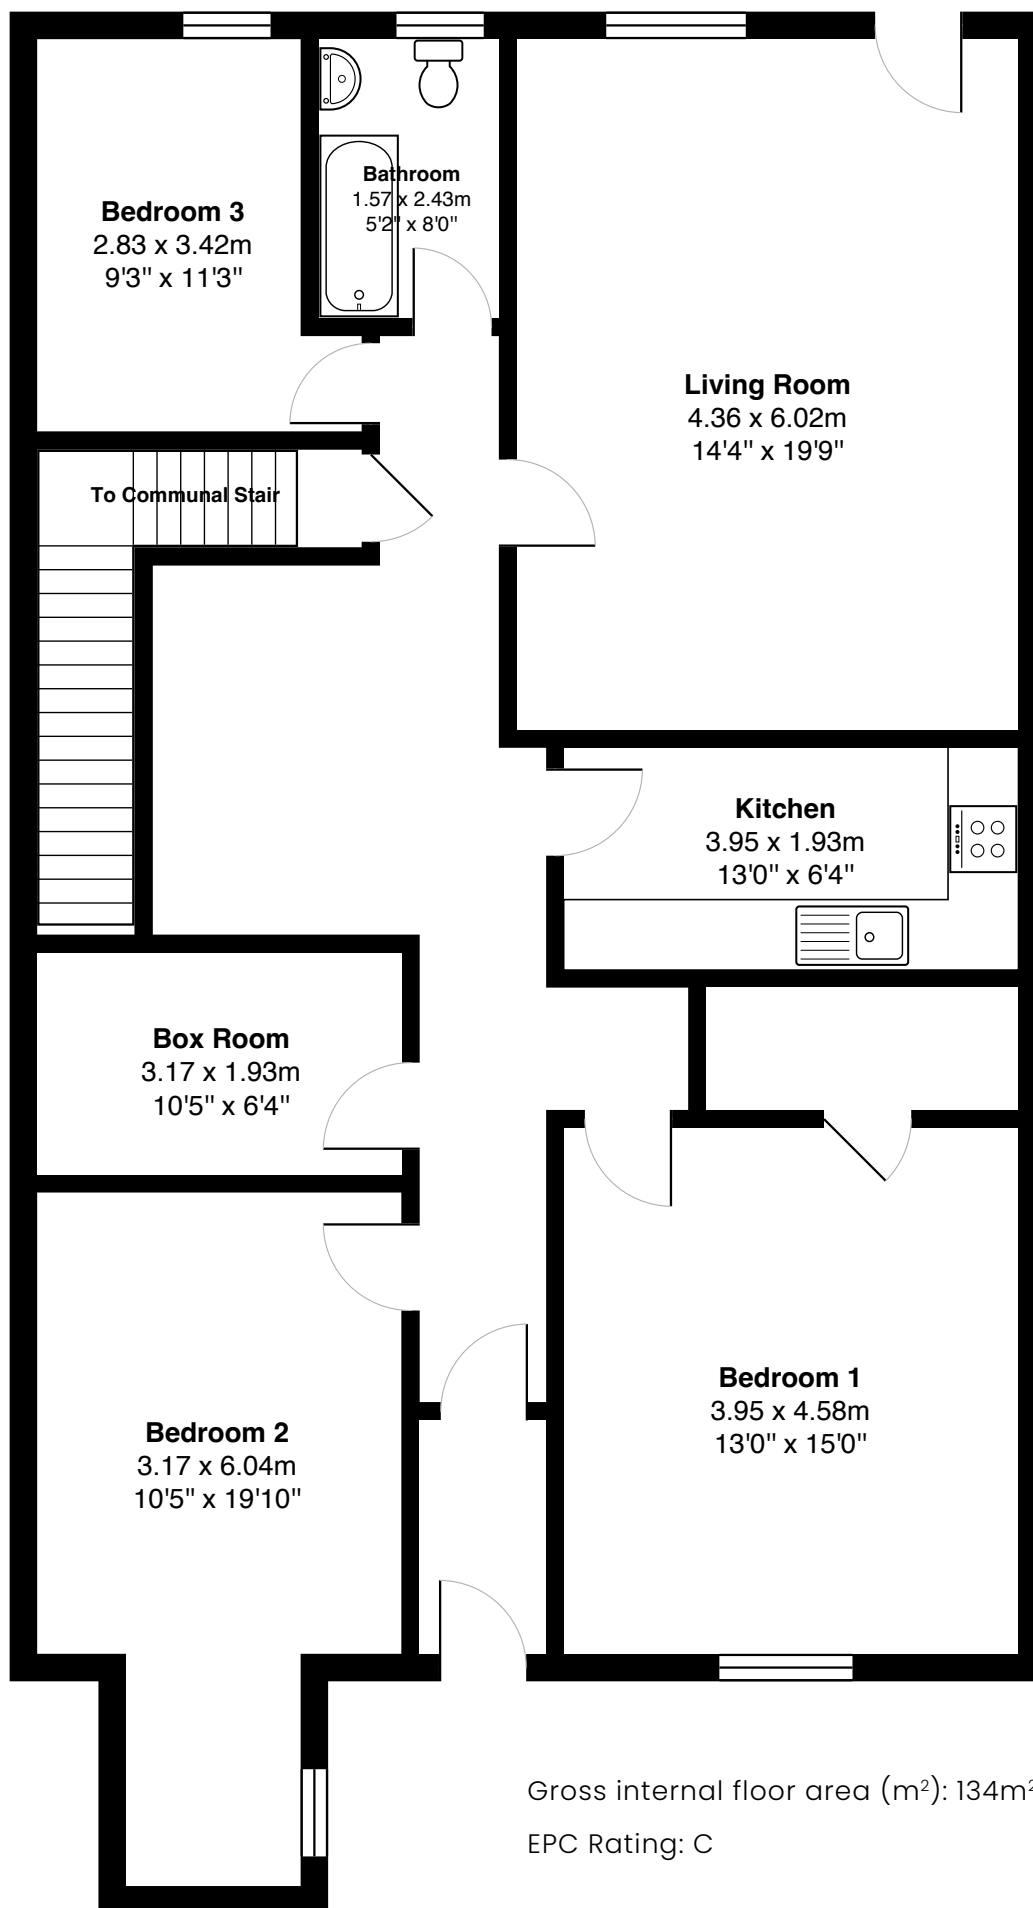 Bathroom
1.57 x 2.43m
5'2" x 8'0"
Bedroom 3
2.83 x 3.42m
9'3" x 11'3"
Living Room
4.36 x 6.02m
14'4" x 19'9"
To Communal Stair
Kitchen
3.95 x 1.93m
13'0" x 6'4"
Box Room
3.17 x 1.93m
10'5" x 6'4"
Bedroom 1
3.95 x 4.58m
13'0" x 15'0"
Bedroom 2
3.17 x 6.04m
10'5" x 19'10"
Gross internal floor area (m²): 134m²
EPC Rating: C